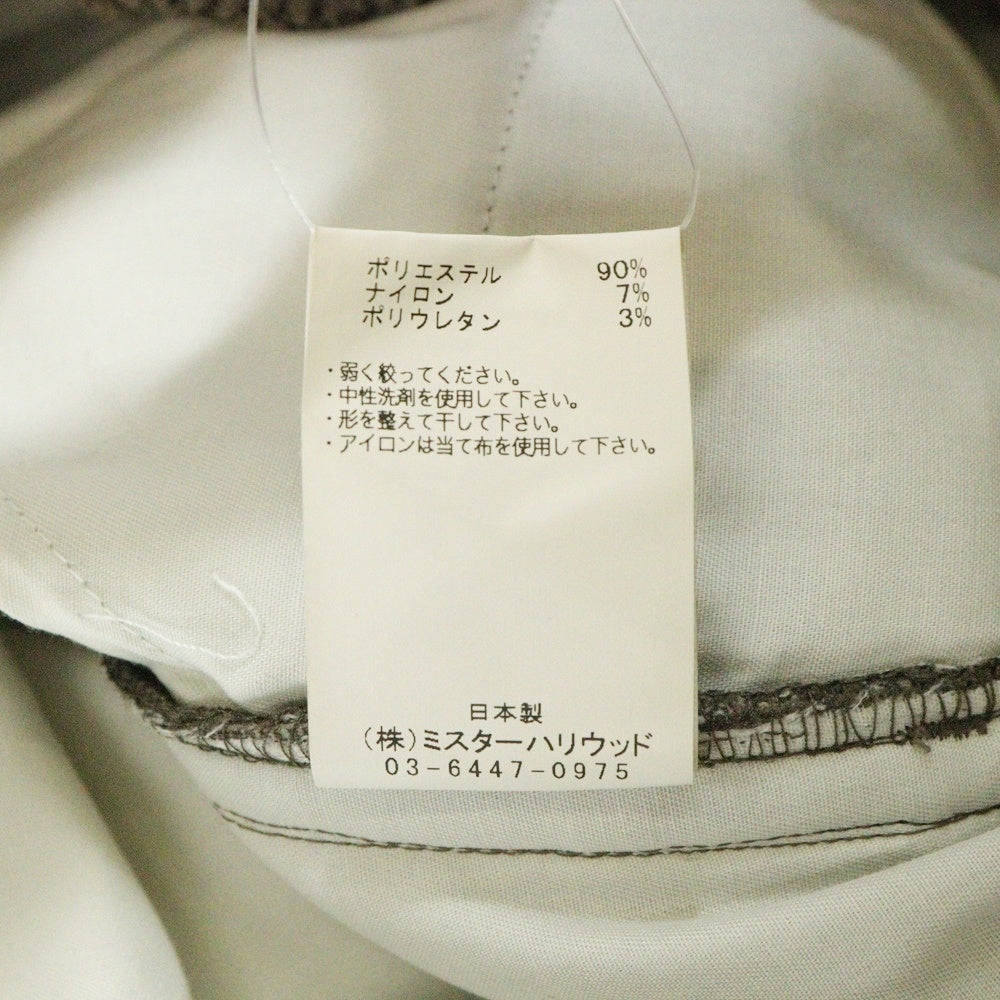 ポリエステル 90%
ナイロン 7%
ポリウレタン 3%
・弱く絞ってください。
・中性洗剤を使用して下さい。
・形を整えて干して下さい。
・アイロンは当て布を使用して下さい。
日本製
(株)ミスターハリウッド
03-6447-0975